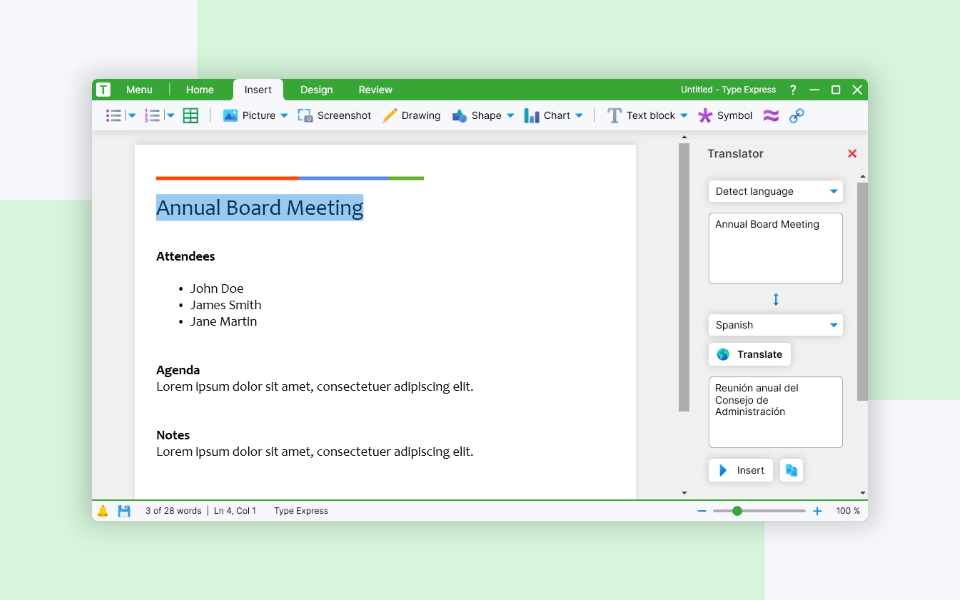 T Menu Home Insert Design Review Untitled - Type Express ?
Picture Screenshot Drawing Shape Chart T Text block Symbol
Annual Board Meeting
Attendees
• John Doe
• James Smith
• Jane Martin
Agenda
Lorem ipsum dolor sit amet, consectetuer adipiscing elit.
Notes
Lorem ipsum dolor sit amet, consectetuer adipiscing elit.
Translator
Detect language
Annual Board Meeting
Spanish
Translate
Reunión anual del
Consejo de
Administración
Insert
3 of 28 words | Ln 4, Col 1 Type Express 100 %